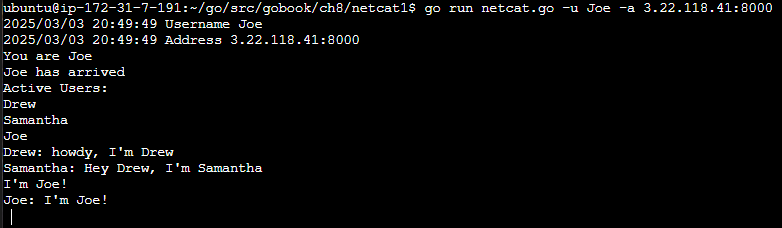 ubuntu@ip-172-31-7-191:~/go/src/gobook/ch8/netcat1$ go run netcat.go -u Joe -a 3.22.118.41:8000
2025/03/03 20:49:49 Username Joe
2025/03/03 20:49:49 Address 3.22.118.41:8000
You are Joe
Joe has arrived
Active Users:
Drew
Samantha
Joe
Drew: howdy, I'm Drew
Samantha: Hey Drew, I'm Samantha
I'm Joe!
Joe: I'm Joe!